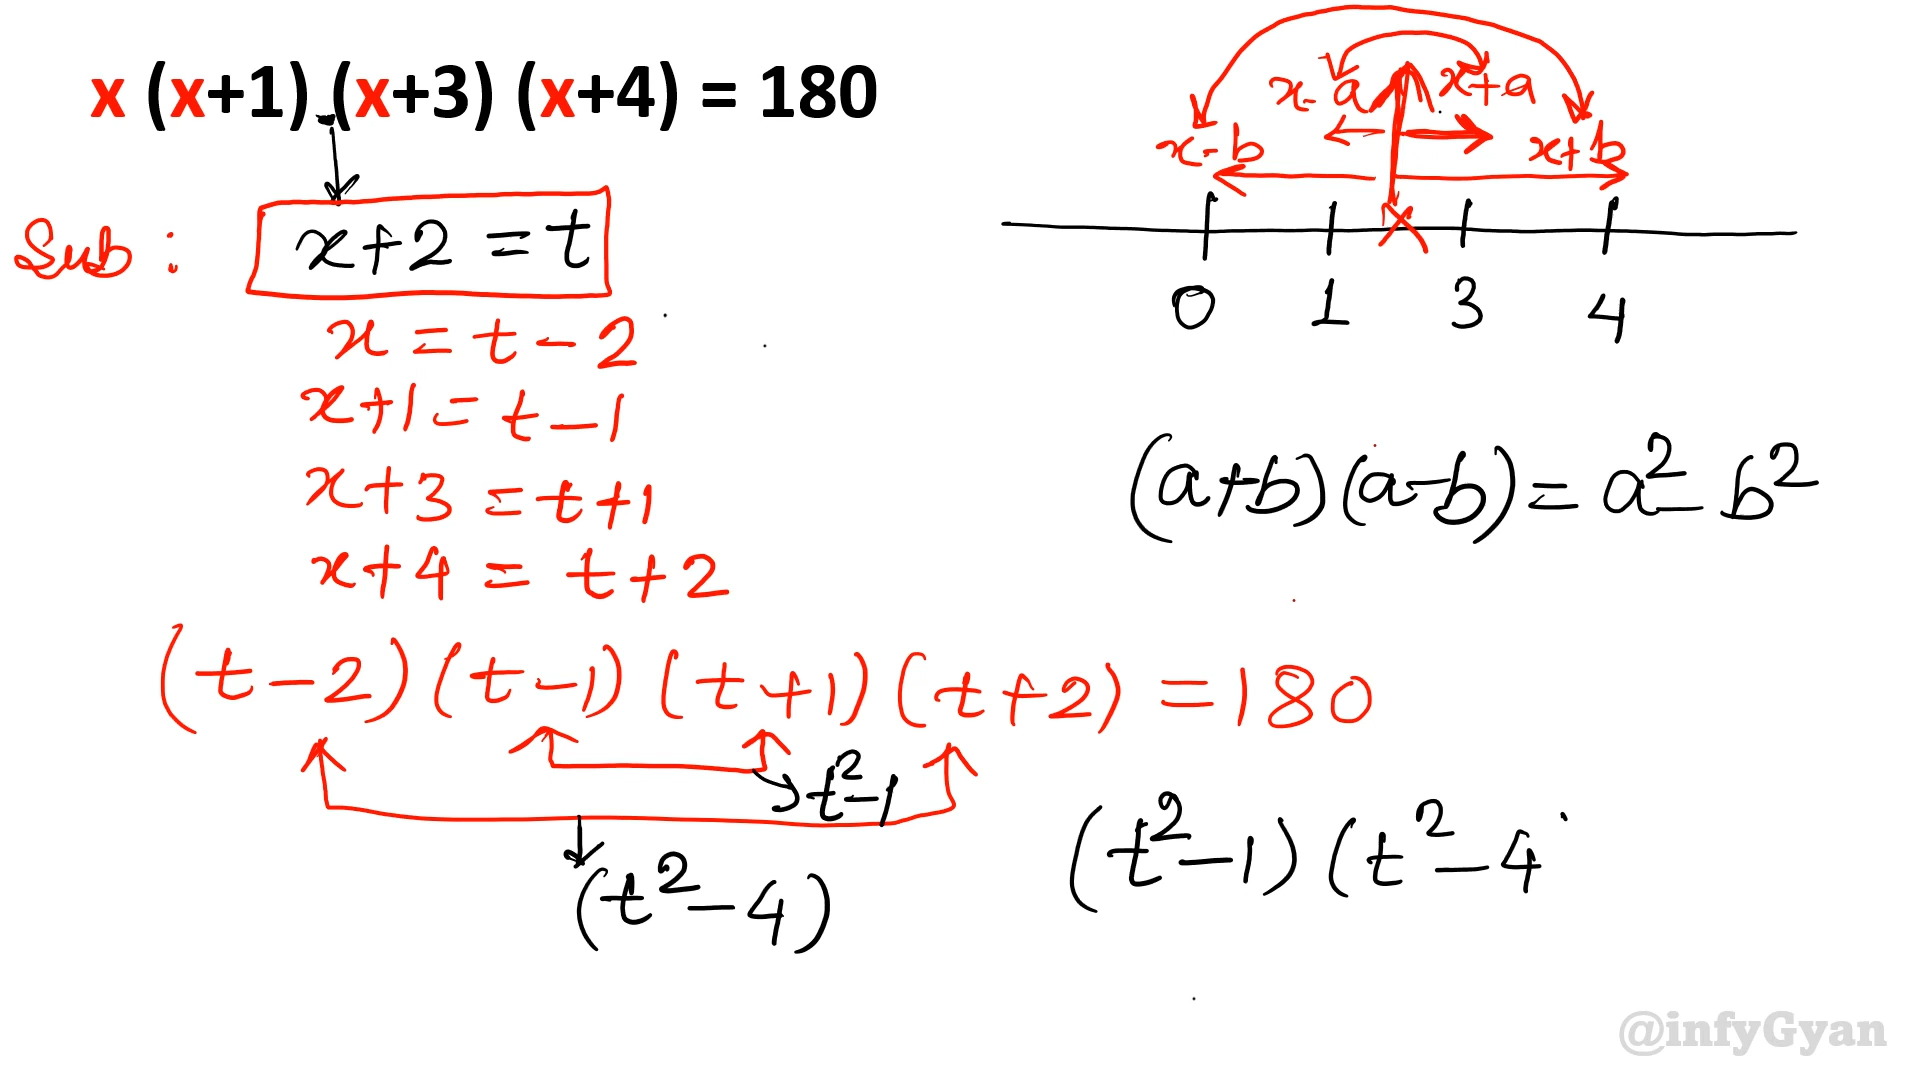 x (x+1) (x+3) (x+4) = 180
Sub : x+2 = t
x = t - 2
x+1 = t - 1
x+3 = t+1
x+4 = t+2
(t-2) (t-1) (t+1) (t+2) = 180
t²-1
(t²-4)
x-a x+a
x-b x+b
0 1 3 4
(a+b) (a-b) = a² - b²
(t²-1) (t²-4
@infyGyan